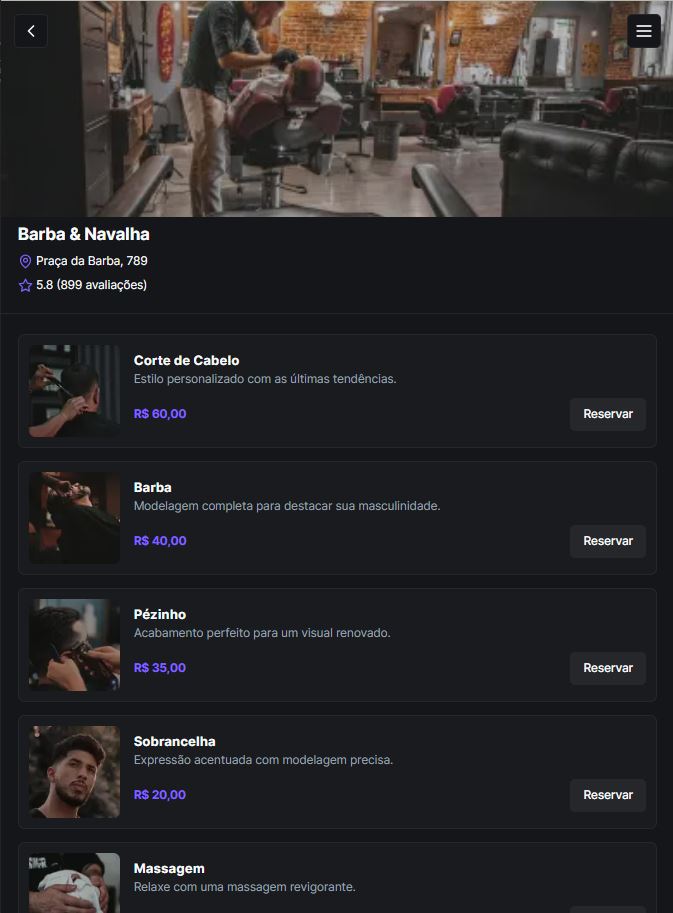 Barba & Navalha
Praça da Barba, 789
5.8 (899 avaliações)
Corte de Cabelo
Estilo personalizado com as últimas tendências.
R$ 60,00
Reservar
Barba
Modelagem completa para destacar sua masculinidade.
R$ 40,00
Reservar
Pézinho
Acabamento perfeito para um visual renovado.
R$ 35,00
Reservar
Sobrancelha
Expressão acentuada com modelagem precisa.
R$ 20,00
Reservar
Massagem
Relaxe com uma massagem revigorante.